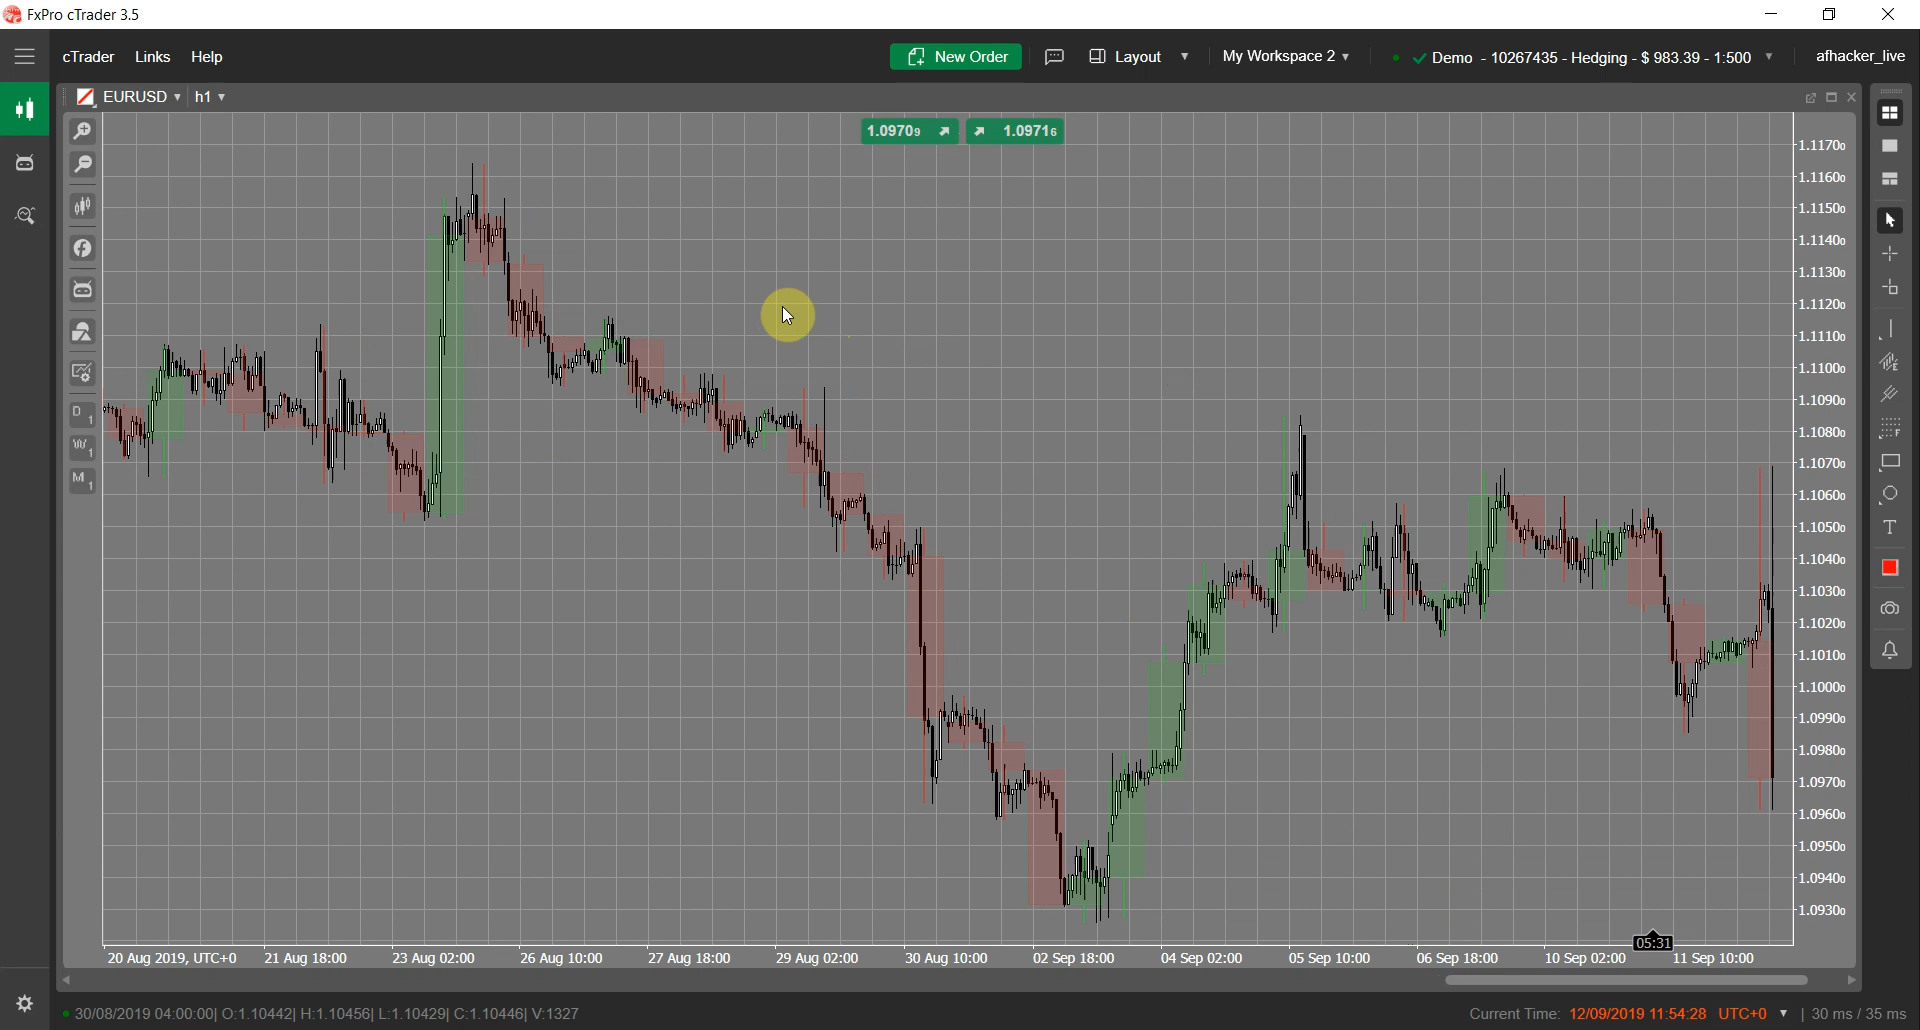 FxPro cTrader 3.5
cTrader Links Help New Order Layout My Workspace 2 Demo - 10267435 - Hedging - $ 983.39 - 1:500 afhacker_live
EURUSD h1
1.09709 1.09716
1.11700
1.11600
1.11500
1.11400
1.11300
1.11200
1.11100
1.11000
1.10900
1.10800
1.10700
1.10600
1.10500
1.10400
1.10300
1.10200
1.10100
1.10000
1.09900
1.09800
1.09700
1.09600
1.09500
1.09400
1.09300
D 1
W 1
M 1
E
F
T
05:31
20 Aug 2019, UTC+0 21 Aug 18:00 23 Aug 02:00 26 Aug 10:00 27 Aug 18:00 29 Aug 02:00 30 Aug 10:00 02 Sep 18:00 04 Sep 02:00 05 Sep 10:00 06 Sep 18:00 10 Sep 02:00 11 Sep 10:00
30/08/2019 04:00:00| O:1.10442| H:1.10456| L:1.10429| C:1.10446| V:1327 Current Time: 12/09/2019 11:54:28 UTC+0 | 30 ms / 35 ms